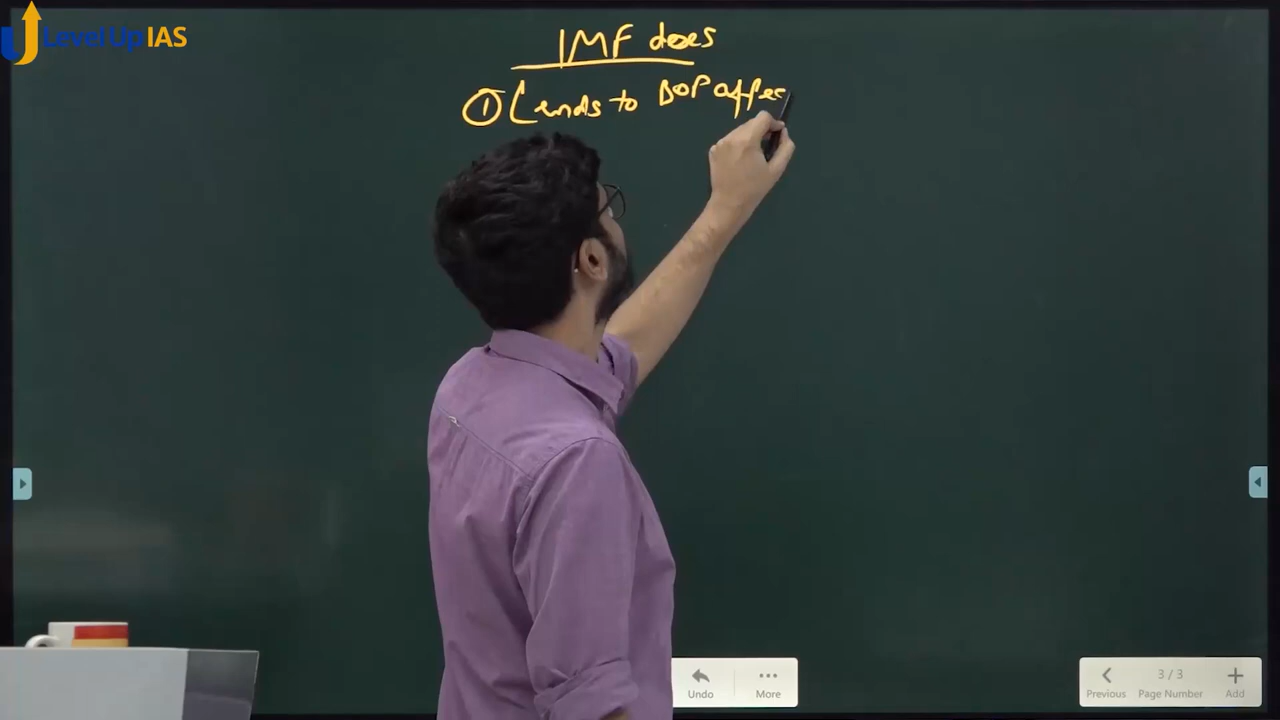 Level Up IAS
IMF does
① Lends to BOP affec
Undo
More
Previous
3 / 3
Page Number
Add